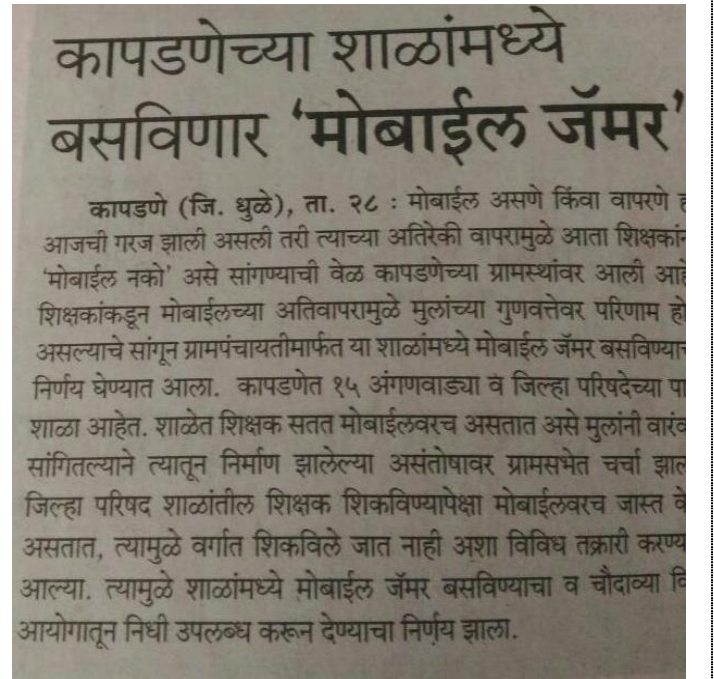 कापडणेच्या शाळांमध्ये
बसविणार 'मोबाईल जॅमर'
कापडणे (जि. धुळे), ता. २८ : मोबाईल असणे किंवा वापरणे
आजची गरज झाली असली तरी त्याच्या अतिरेकी वापरामुळे आता
'मोबाईल नको' असे सांगण्याची वेळ कापडणेच्या ग्रामस्थांवर आली
शिक्षकांकडून मोबाईलच्या अतिवापरामुळे मुलांच्या गुणवत्तेवर परिणाम
असल्याचे सांगून ग्रामपंचायतीमार्फत या शाळांमध्ये मोबाईल जॅमर
निर्णय घेण्यात आला. कापडणेत १५ अंगणवाड्या व जिल्हा परिषदेच्या
शाळा आहेत. शाळेत शिक्षक सतत मोबाईलवरच असतात असे मुलांनी
सांगितल्याने त्यातून निर्माण झालेल्या असंतोषावर ग्रामसभेत चर्चा
जिल्हा परिषद शाळांतील शिक्षक शिकविण्यापेक्षा मोबाईलवरच जास्त
असतात, त्यामुळे वर्गात शिकविले जात नाही अशा विविध तक्रारी
आल्या. त्यामुळे शाळांमध्ये मोबाईल जॅमर बसविण्याचा व चौदाव्या
आयोगातून निधी उपलब्ध करून देण्याचा निर्णय झाला.